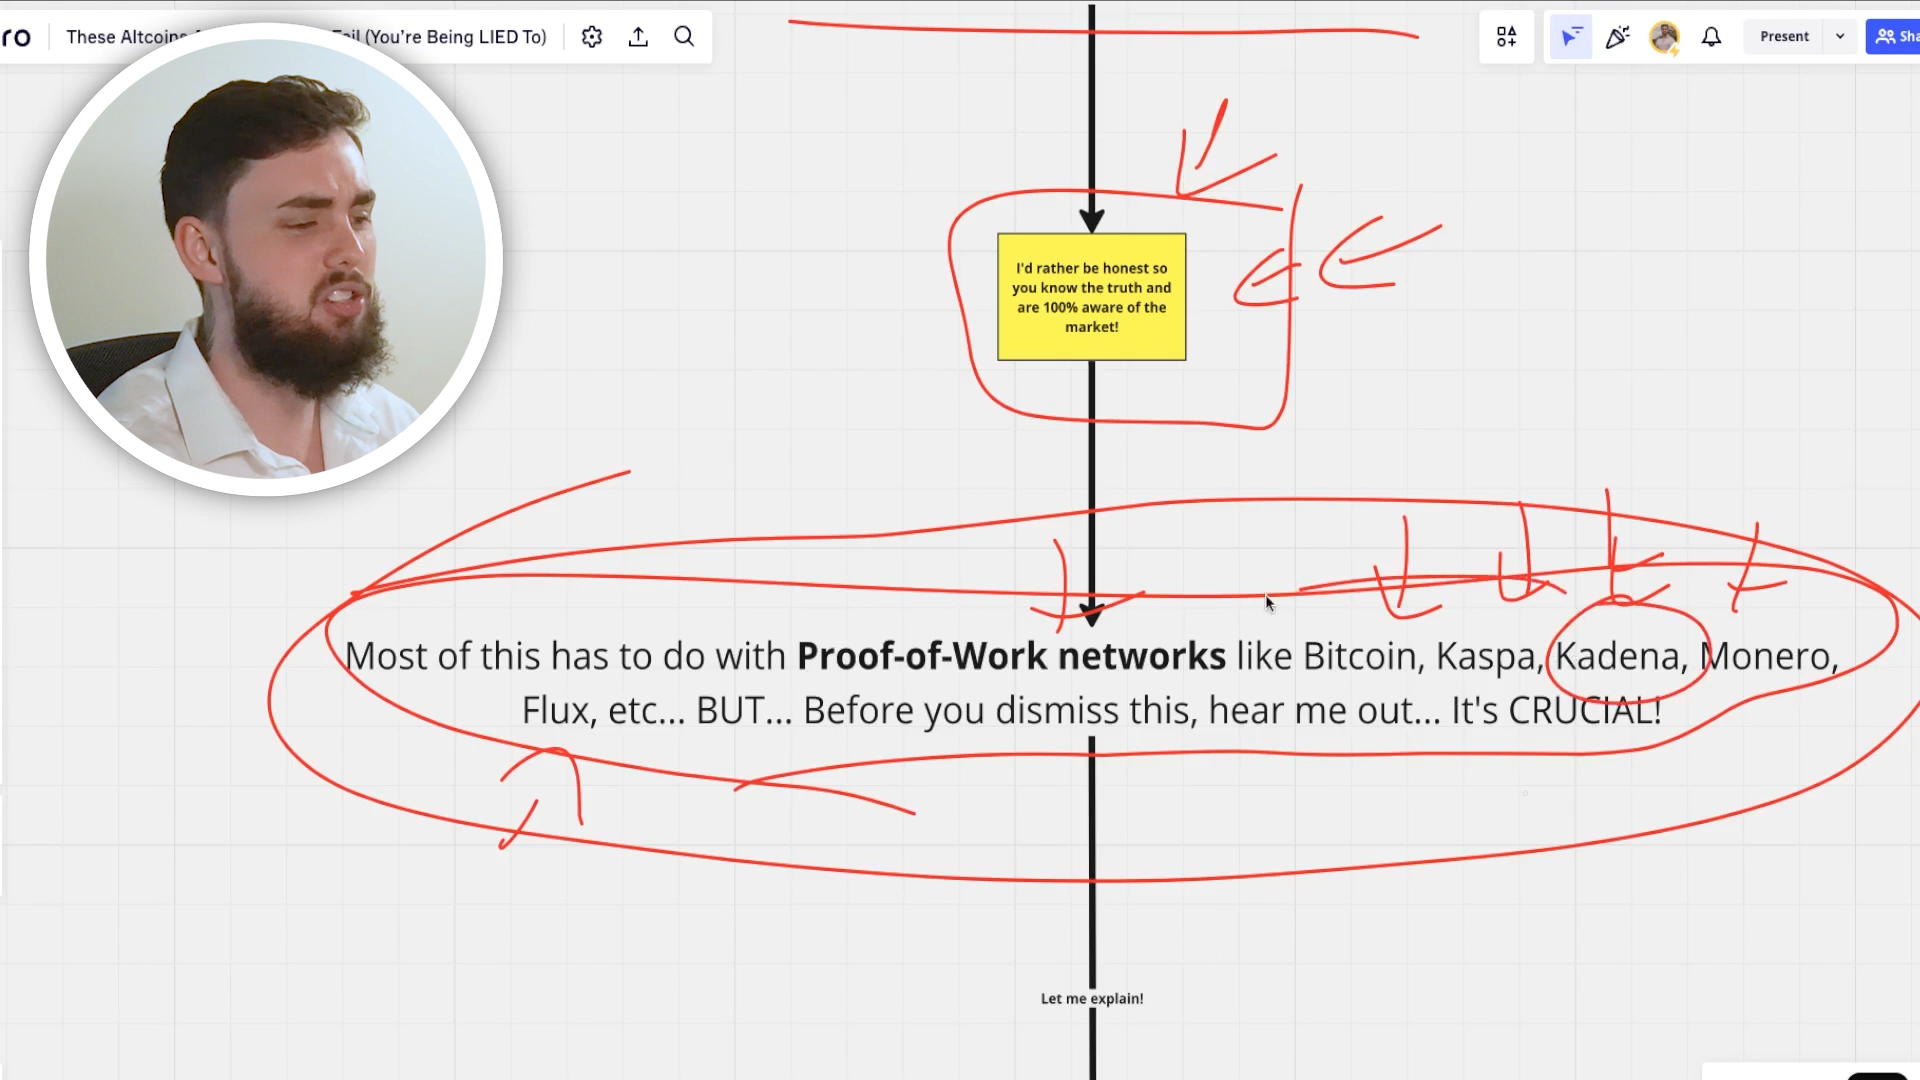 ro
These Altcoins
Fail (You're Being LIED To)
Present
Sha
I'd rather be honest so
you know the truth and
are 100% aware of the
market!
Most of this has to do with Proof-of-Work networks like Bitcoin, Kaspa, Kadena, Monero,
Flux, etc... BUT... Before you dismiss this, hear me out... It's CRUCIAL!
Let me explain!